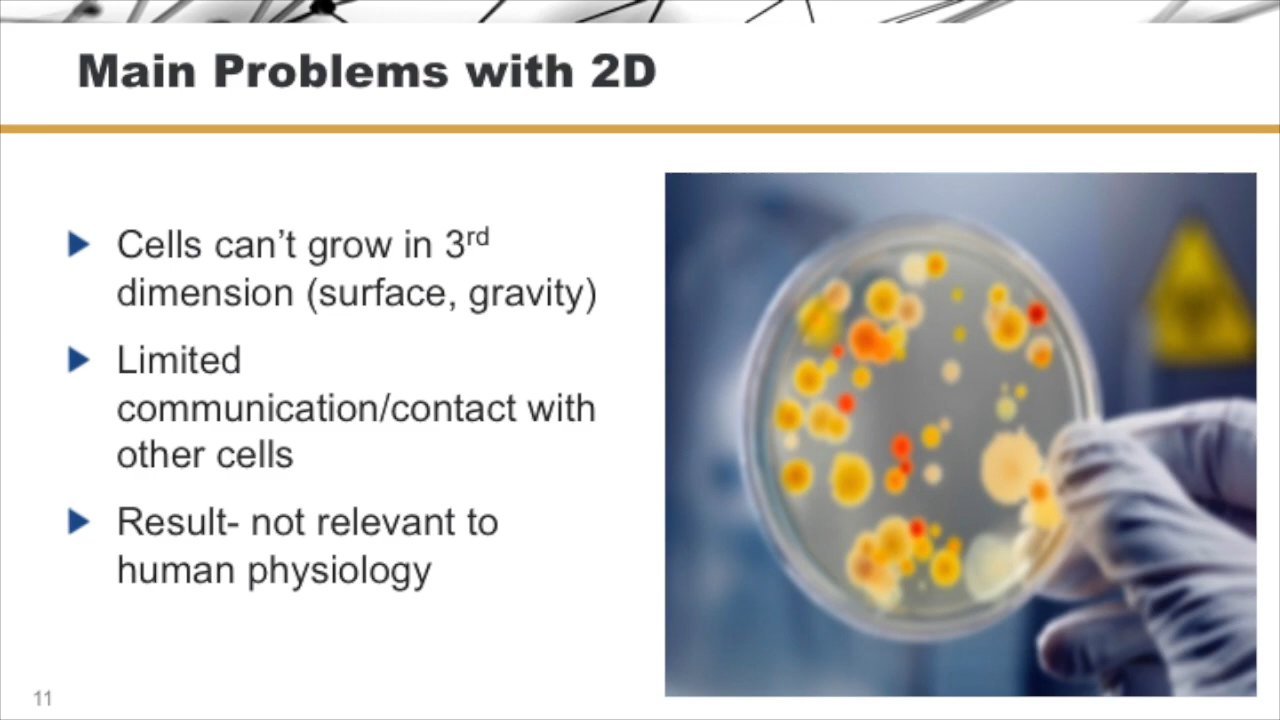 Main Problems with 2D
Cells can’t grow in 3rd
dimension (surface, gravity)
Limited
communication/contact with
other cells
Result- not relevant to
human physiology
11